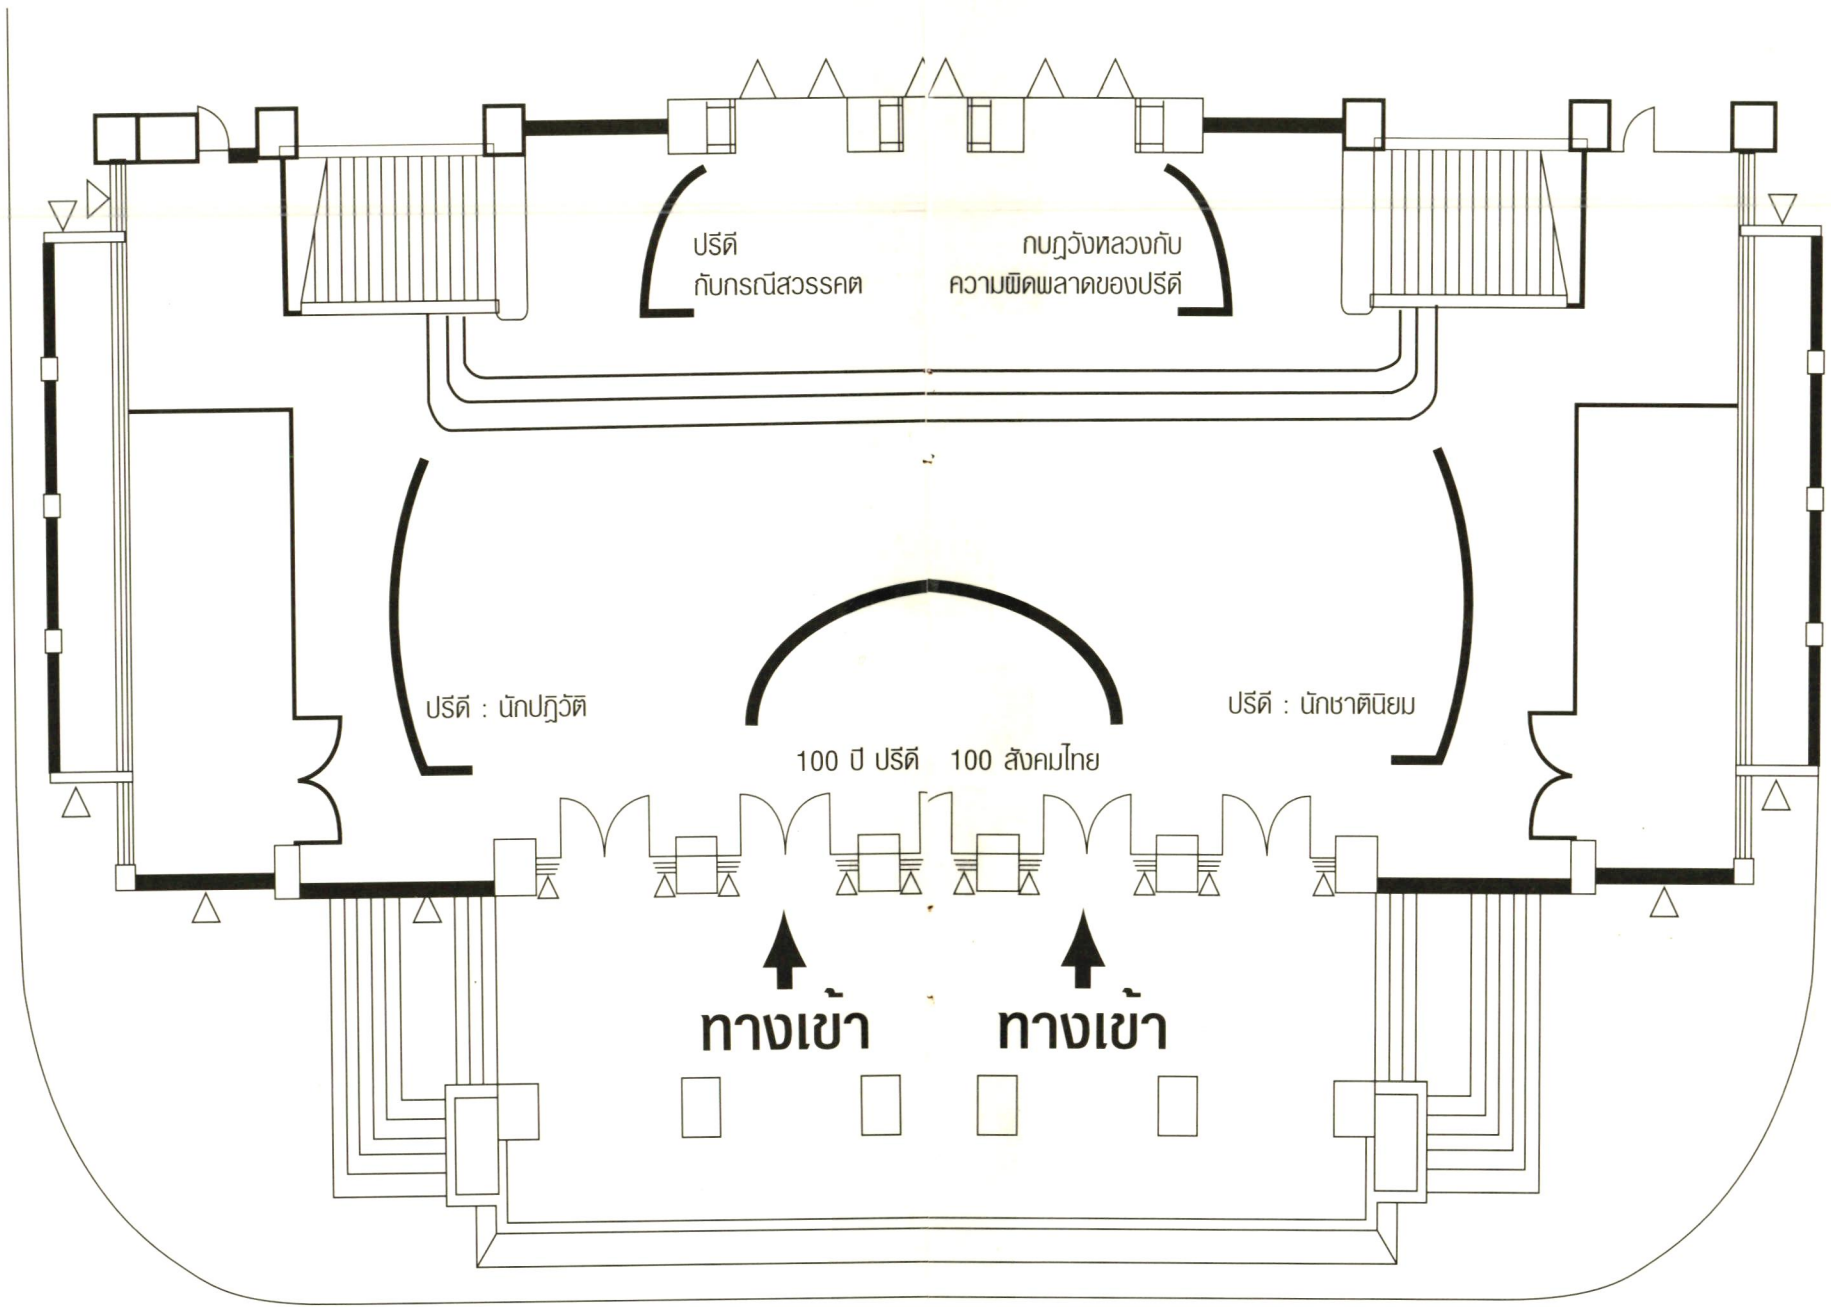 ปรีดี
กับกรณีสวรรคต
กบฏวังหลวงกับ
ความผิดพลาดของปรีดี
ปรีดี : นักปฏิวัติ
ปรีดี : นักชาตินิยม
100 ปี ปรีดี 100 สังคมไทย
ทางเข้า ทางเข้า